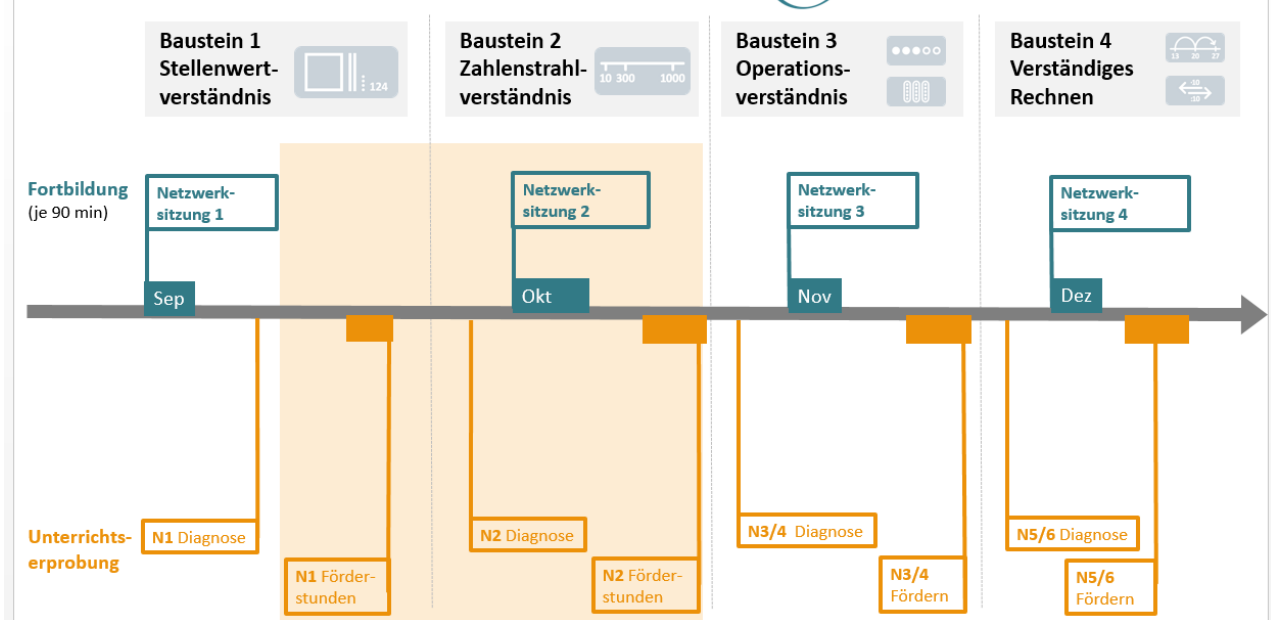 Baustein 1
Stellenwert-
verständnis
124
Baustein 2
Zahlenstrahl-
verständnis
10 300 1000
Baustein 3
Operations-
verständnis
Baustein 4
Verständiges
Rechnen
15 20 27
·10
:10
Fortbildung
(je 90 min)
Netzwerk-
sitzung 1
Netzwerk-
sitzung 2
Netzwerk-
sitzung 3
Netzwerk-
sitzung 4
Sep
Okt
Nov
Dez
Unterrichts-
erprobung
N1 Diagnose
N1 Förder-
stunden
N2 Diagnose
N2 Förder-
stunden
N3/4 Diagnose
N3/4
Fördern
N5/6 Diagnose
N5/6
Fördern